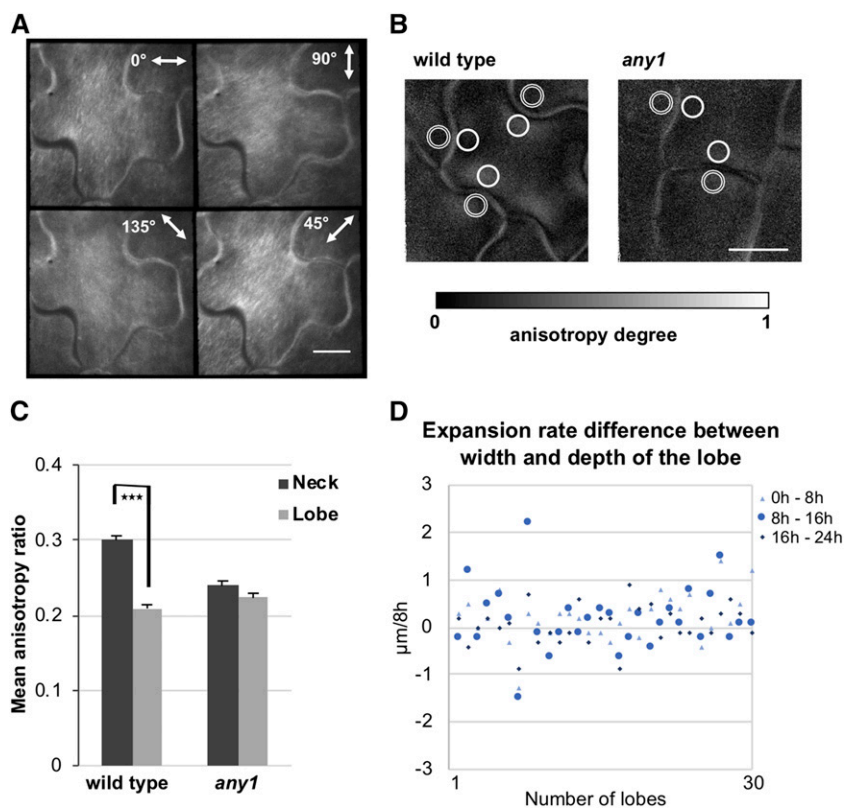 A
0°
90°
135°
45°
B
wild type
any1
0
1
anisotropy degree
C
0.4
0.3
0.2
0.1
0
Mean anisotropy ratio
★★★
Neck
Lobe
wild type
any1
D
Expansion rate difference between
width and depth of the lobe
3
2
1
0
-1
-2
-3
µm/8h
1
30
Number of lobes
0h - 8h
8h - 16h
16h - 24h